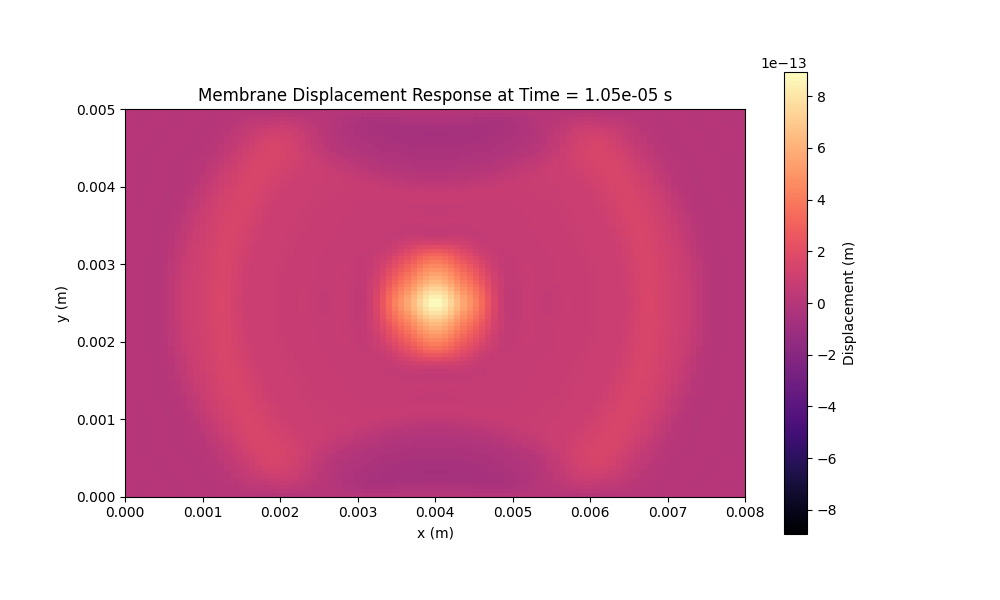 1e−13
Membrane Displacement Response at Time = 1.05e-05 s
0.005
0.004
0.003
0.002
0.001
0.000
y (m)
0.000 0.001 0.002 0.003 0.004 0.005 0.006 0.007 0.008
x (m)
8
6
4
2
0
−2
−4
−6
−8
Displacement (m)